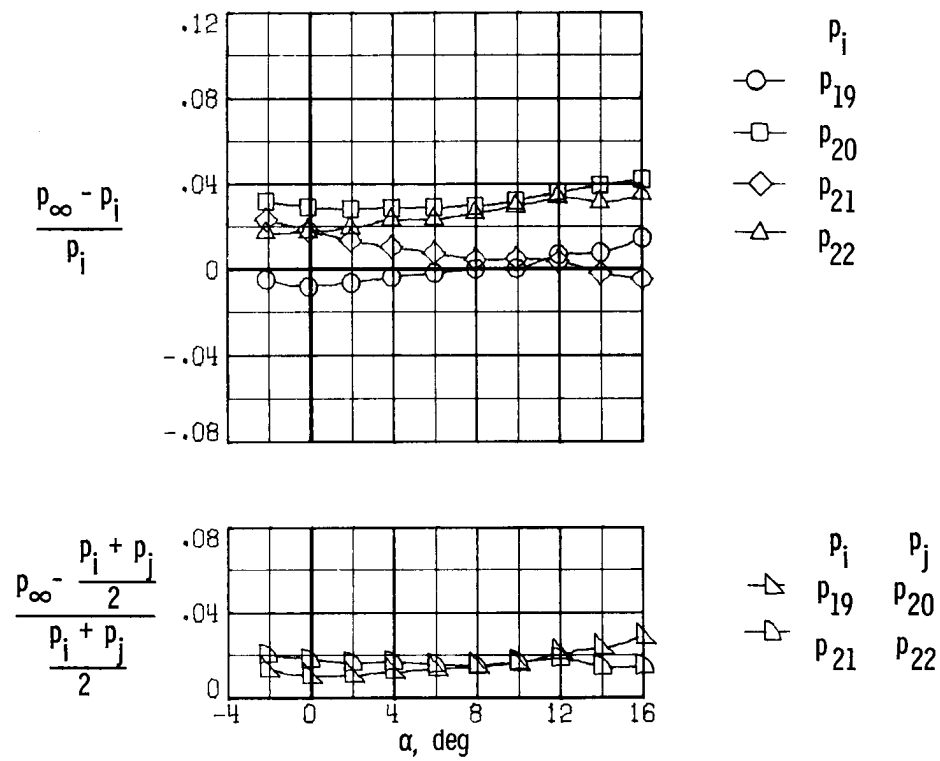 .12
.08
.04
0
-.04
-.08
p∞ - pi
pi
pi
p19
p20
p21
p22
.08
.04
0
-4 0 4 8 12 16
α, deg
p∞ - pi + pj
2
pi + pj
2
pi pj
p19 p20
p21 p22